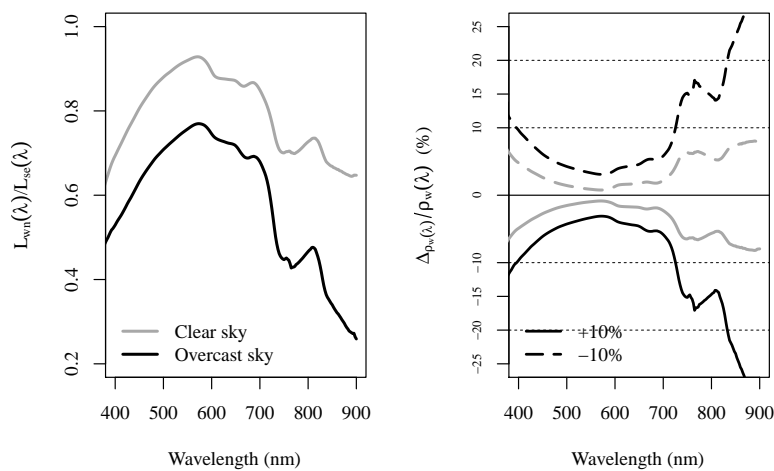 L_wn(λ)/L_se(λ)
1.0
0.8
0.6
0.4
0.2
Clear sky
Overcast sky
400 500 600 700 800 900
Wavelength (nm)
Δ_ρw(λ)/ρ_w(λ) (%)
25
20
15
10
5
0
−5
−10
−15
−20
−25
+10%
−10%
400 500 600 700 800 900
Wavelength (nm)